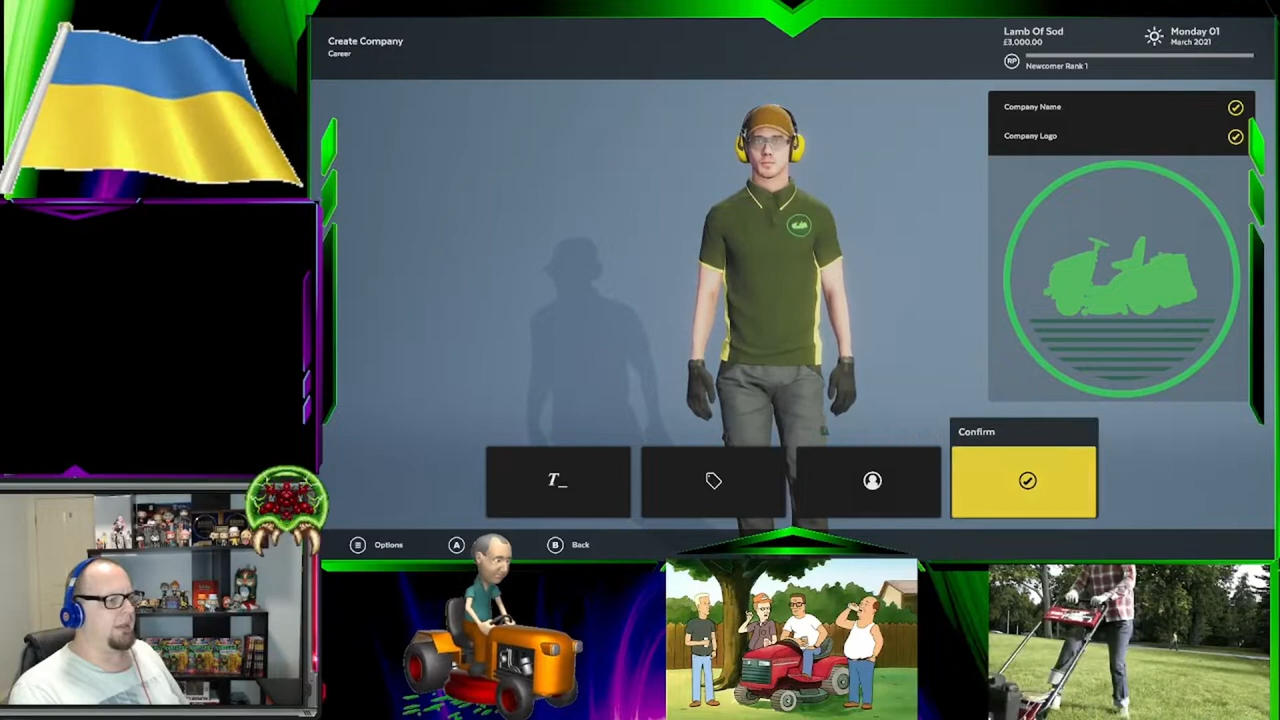 Create Company
Career
Lamb Of Sod
£3,000.00
Monday 01
March 2021
RP
Newcomer Rank 1
Company Name
Company Logo
Confirm
T_
Options
A
B
Back